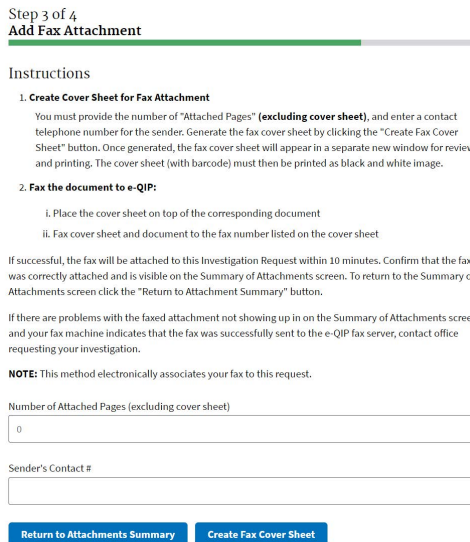 Step 3 of 4
Add Fax Attachment
Instructions
1. Create Cover Sheet for Fax Attachment
You must provide the number of "Attached Pages" (excluding cover sheet), and enter a contact
telephone number for the sender. Generate the fax cover sheet by clicking the "Create Fax Cover
Sheet" button. Once generated, the fax cover sheet will appear in a separate new window for review
and printing. The cover sheet (with barcode) must then be printed as black and white image.
2. Fax the document to e-QIP:
i. Place the cover sheet on top of the corresponding document
ii. Fax cover sheet and document to the fax number listed on the cover sheet
If successful, the fax will be attached to this Investigation Request within 10 minutes. Confirm that the fax
was correctly attached and is visible on the Summary of Attachments screen. To return to the Summary o
Attachments screen click the "Return to Attachment Summary" button.
If there are problems with the faxed attachment not showing up in on the Summary of Attachments scree
and your fax machine indicates that the fax was successfully sent to the e-QIP fax server, contact office
requesting your investigation.
NOTE: This method electronically associates your fax to this request.
Number of Attached Pages (excluding cover sheet)
0
Sender's Contact #
Return to Attachments Summary Create Fax Cover Sheet